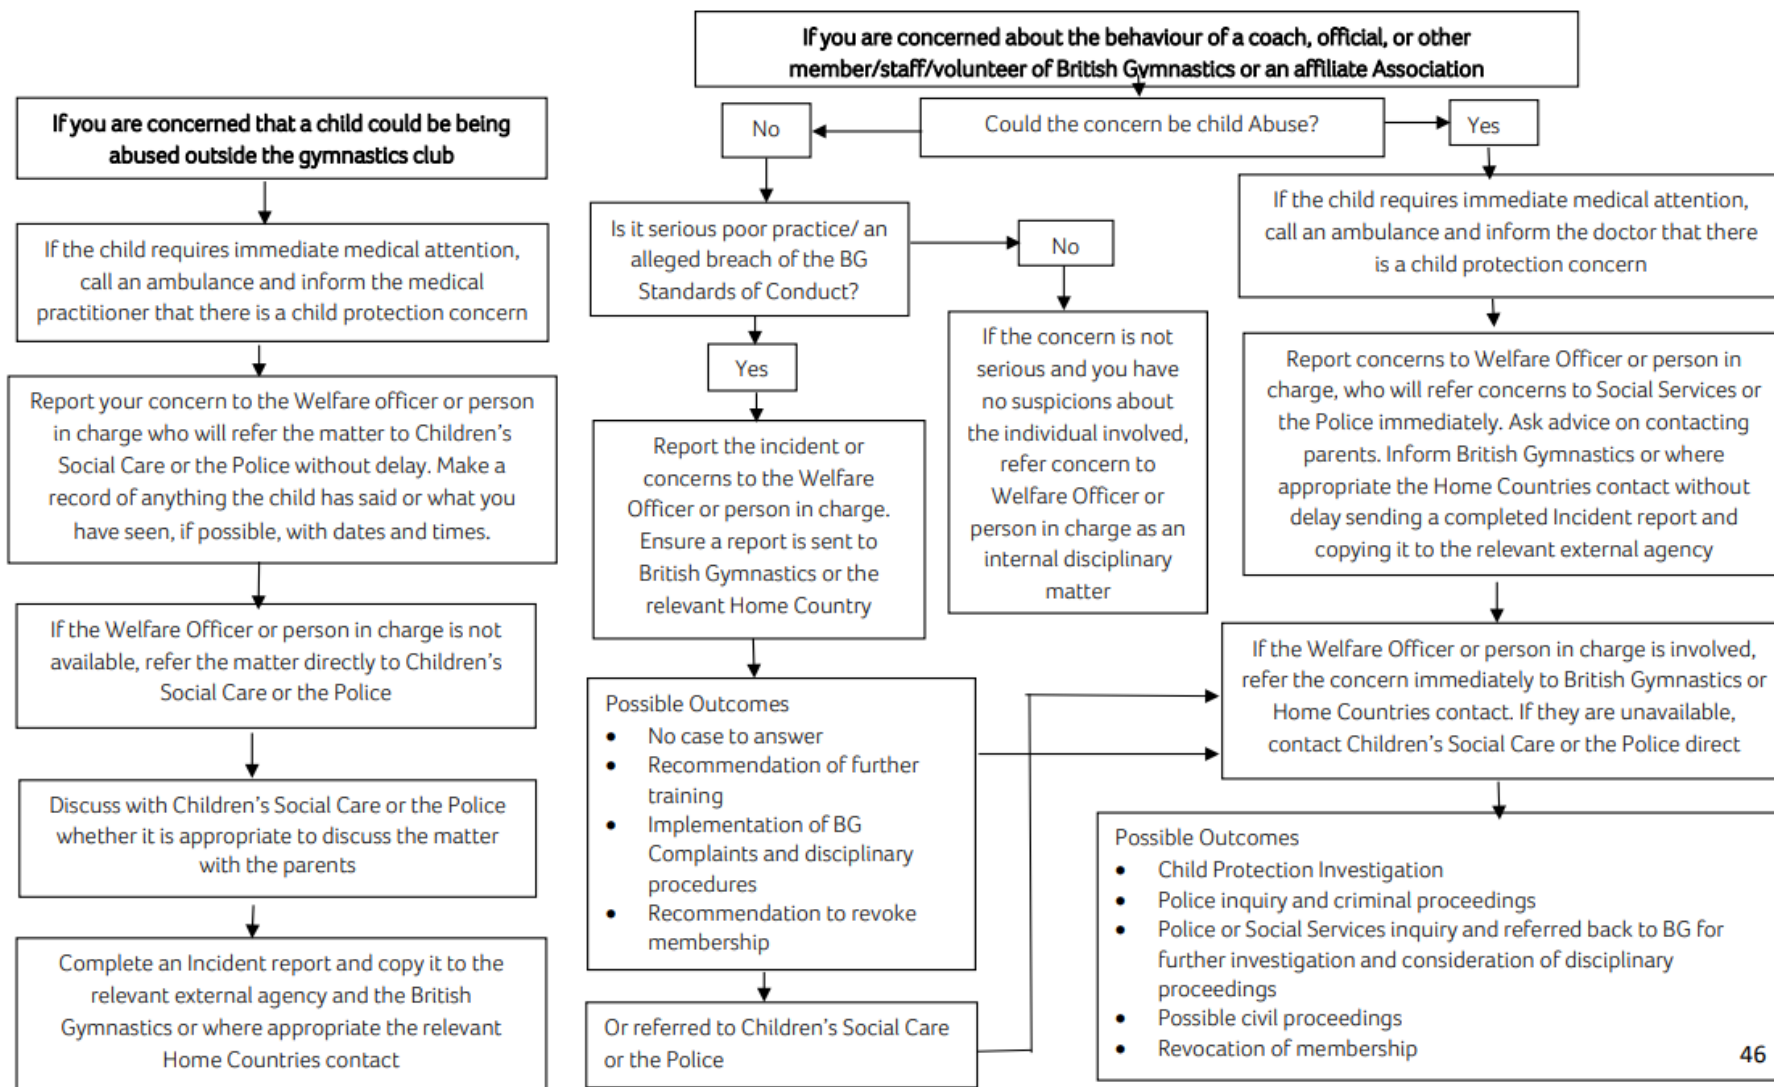 If you are concerned that a child could be being
abused outside the gymnastics club
If the child requires immediate medical attention,
call an ambulance and inform the medical
practitioner that there is a child protection concern
Report your concern to the Welfare officer or person
in charge who will refer the matter to Children's
Social Care or the Police without delay. Make a
record of anything the child has said or what you
have seen, if possible, with dates and times.
If the Welfare Officer or person in charge is not
available, refer the matter directly to Children's
Social Care or the Police
Discuss with Children's Social Care or the Police
whether it is appropriate to discuss the matter
with the parents
Complete an Incident report and copy it to the
relevant external agency and the British
Gymnastics or where appropriate the relevant
Home Countries contact
If you are concerned about the behaviour of a coach, official, or other
member/staff/volunteer of British Gymnastics or an affiliate Association
Could the concern be child Abuse?
No
Yes
Is it serious poor practice/ an
alleged breach of the BG
Standards of Conduct?
No
Yes
If the concern is not
serious and you have
no suspicions about
the individual involved,
refer concern to
Welfare Officer or
person in charge as an
internal disciplinary
matter
Report the incident or
concerns to the Welfare
Officer or person in charge.
Ensure a report is sent to
British Gymnastics or the
relevant Home Country
Possible Outcomes
• No case to answer
• Recommendation of further
training
• Implementation of BG
Complaints and disciplinary
procedures
• Recommendation to revoke
membership
Or referred to Children's Social Care
or the Police
If the child requires immediate medical attention,
call an ambulance and inform the doctor that there
is a child protection concern
Report concerns to Welfare Officer or person in
charge, who will refer concerns to Social Services or
the Police immediately. Ask advice on contacting
parents. Inform British Gymnastics or where
appropriate the Home Countries contact without
delay sending a completed Incident report and
copying it to the relevant external agency
If the Welfare Officer or person in charge is involved,
refer the concern immediately to British Gymnastics or
Home Countries contact. If they are unavailable,
contact Children's Social Care or the Police direct
Possible Outcomes
• Child Protection Investigation
• Police inquiry and criminal proceedings
• Police or Social Services inquiry and referred back to BG for
further investigation and consideration of disciplinary
proceedings
• Possible civil proceedings
• Revocation of membership
46